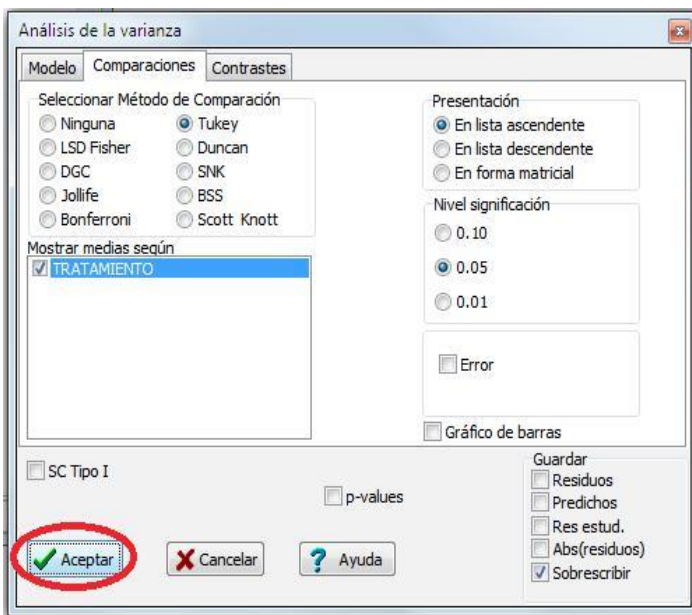 Análisis de la varianza
Modelo Comparaciones Contrastes
Seleccionar Método de Comparación
Ninguna Tukey
LSD Fisher Duncan
DGC SNK
Jollife BSS
Bonferroni Scott Knott
Mostrar medias según
TRATAMIENTO
Presentación
En lista ascendente
En lista descendente
En forma matricial
Nivel significación
0.10
0.05
0.01
Error
Gráfico de barras
SC Tipo I
p-values
Guardar
Residuos
Predichos
Res estud.
Abs(residuos)
Sobrescribir
Aceptar Cancelar ? Ayuda